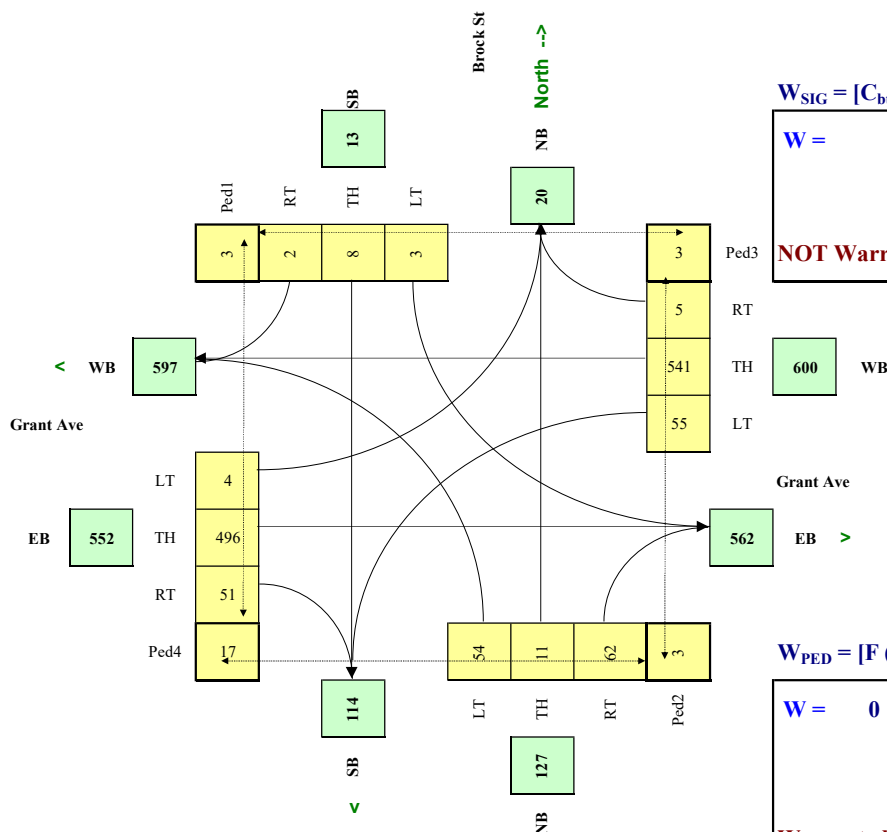 Brock St
North -->
SB
13
NB
20
W_SIG = [C
W =
NOT Warr
Ped1
RT
TH
LT
3
2
8
3
3
Ped3
5
RT
541
TH
600
WB
55
LT
< WB
597
Grant Ave
LT
4
EB
552
TH
496
RT
51
Ped4
17
Grant Ave
562
EB >
54
11
62
3
LT
TH
RT
Ped2
114
SB
<
127
NB
W_PED = [F (
W = 0